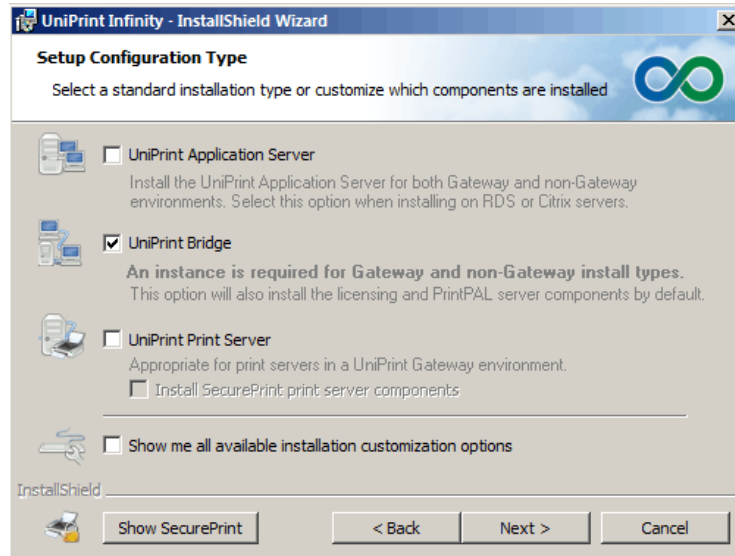 UniPrint Infinity - InstallShield Wizard
Setup Configuration Type
Select a standard installation type or customize which components are installed
UniPrint Application Server
Install the UniPrint Application Server for both Gateway and non-Gateway
environments. Select this option when installing on RDS or Citrix servers.
UniPrint Bridge
An instance is required for Gateway and non-Gateway install types.
This option will also install the licensing and PrintPAL server components by default.
UniPrint Print Server
Appropriate for print servers in a UniPrint Gateway environment.
Install SecurePrint print server components
Show me all available installation customization options
InstallShield
Show SecurePrint
< Back
Next >
Cancel